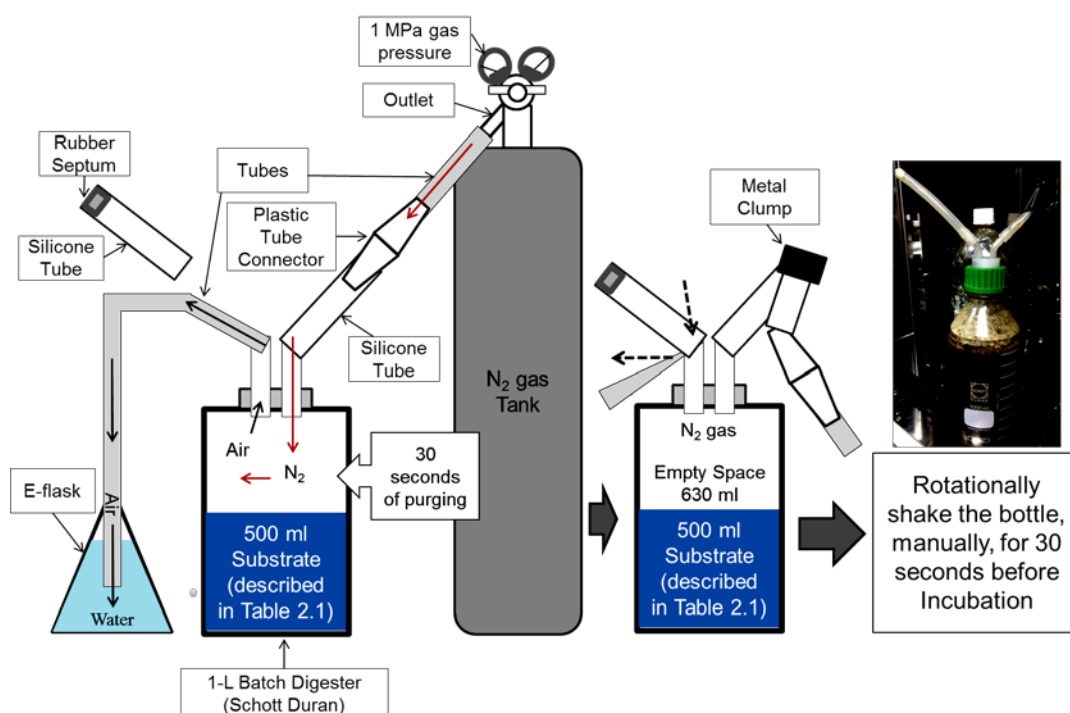 1 MPa gas
pressure
Outlet
Rubber
Septum
Tubes
Silicone
Tube
Plastic
Tube
Connector
Metal
Clump
Silicone
Tube
N₂ gas
Tank
Air
N₂
30
seconds
of purging
E-flask
Air
Water
500 ml
Substrate
(described
in Table 2.1)
1-L Batch Digester
(Schott Duran)
N₂ gas
Empty Space
630 ml
500 ml
Substrate
(described
in Table 2.1)
Rotationally
shake the bottle,
manually, for 30
seconds before
Incubation